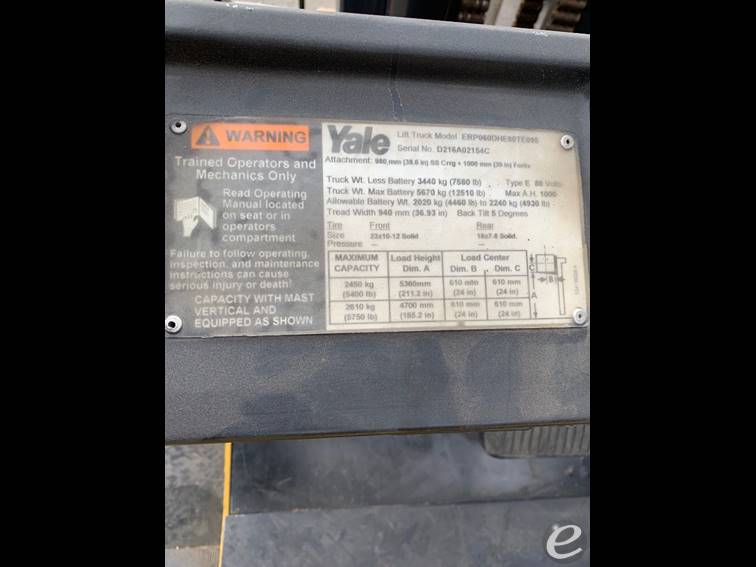 WARNING
Trained Operators and
Mechanics Only
Read Operating
Manual located
on seat or in
operators
compartment
Failure to follow operating,
inspection, and maintenance
instructions can cause
serious injury or death!
CAPACITY WITH MAST
VERTICAL AND
EQUIPPED AS SHOWN
Yale
Lift Truck Model ERP060DHE80TE095
Serial No. D216A02154C
Attachment: 980 mm (38.6 in) SS Crrg + 1000 mm (39 in) Forks
Truck Wt. Less Battery 3440 kg (7580 lb) Type E 80 Volts
Truck Wt. Max Battery 5670 kg (12510 lb) Max A.H. 1000
Allowable Battery Wt. 2020 kg (4460 lb) to 2240 kg (4930 lb)
Tread Width 940 mm (36.93 in) Back Tilt 5 Degrees
Tire Front Rear
Size 23x10-12 Solid. 18x7-8 Solid.
Pressure — —
MAXIMUM CAPACITY Load Height Dim. A Load Center Dim. B Dim. C
2450 kg (5400 lb) 5360mm (211.2 in) 610 mm (24 in) 610 mm (24 in)
2610 kg (5750 lb) 4700 mm (185.2 in) 610 mm (24 in) 610 mm (24 in)
C
B
A
e